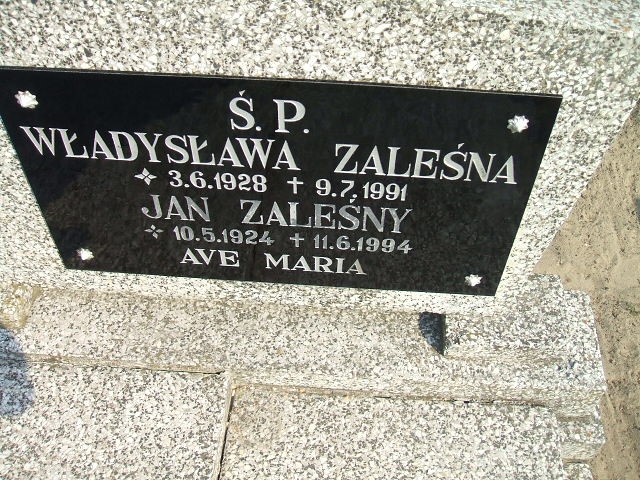 Ś.P.
WŁADYSŁAWA ZALEŚNA
3.6.1928 + 9.7.1991
JAN ZALEŚNY
10.5.1924 + 11.6.1994
AVE MARIA